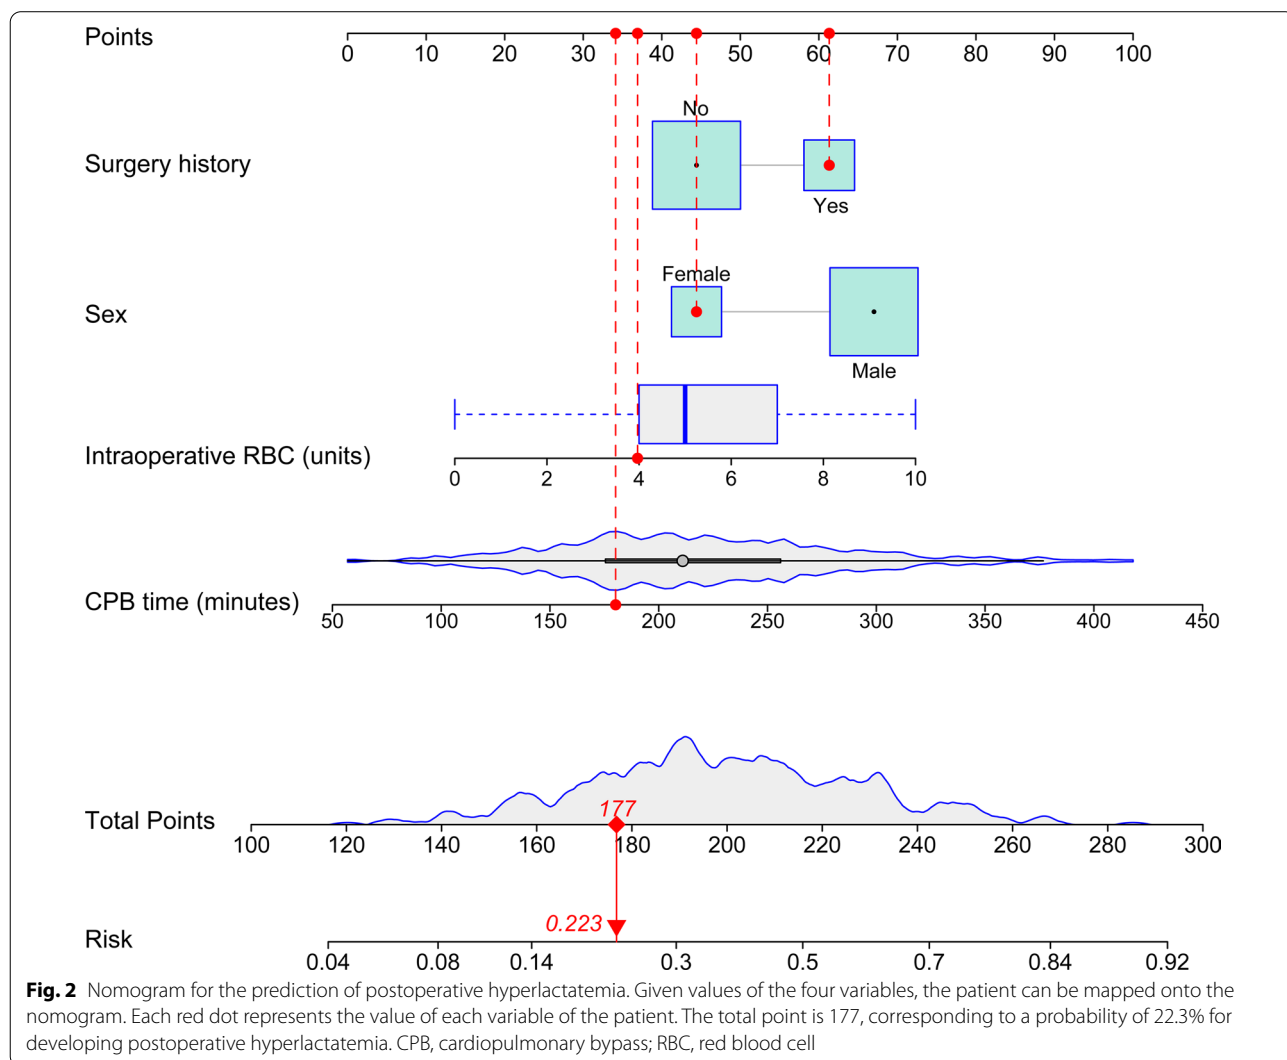 Points
0 10 20 30 40 50 60 70 80 90 100
No
Surgery history
Yes
Female
Sex
Male
Intraoperative RBC (units)
0 2 4 6 8 10
CPB time (minutes)
50 100 150 200 250 300 350 400 450
177
Total Points
100 120 140 160 180 200 220 240 260 280 300
0.223
Risk
0.04 0.08 0.14 0.3 0.5 0.7 0.84 0.92
Fig. 2 Nomogram for the prediction of postoperative hyperlactatemia. Given values of the four variables, the patient can be mapped onto the
nomogram. Each red dot represents the value of each variable of the patient. The total point is 177, corresponding to a probability of 22.3% for
developing postoperative hyperlactatemia. CPB, cardiopulmonary bypass; RBC, red blood cell